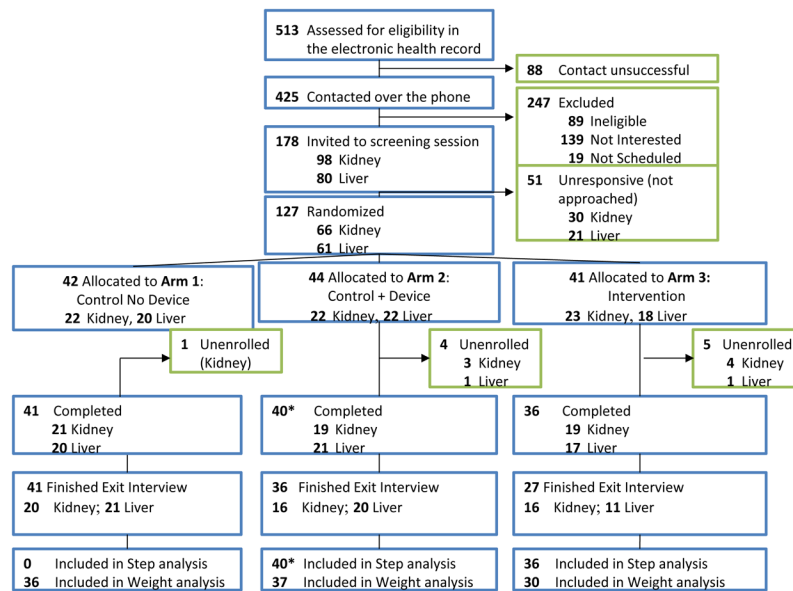 513 Assessed for eligibility in
the electronic health record
88 Contact unsuccessful
425 Contacted over the phone
247 Excluded
89 Ineligible
139 Not Interested
19 Not Scheduled
178 Invited to screening session
98 Kidney
80 Liver
51 Unresponsive (not
approached)
30 Kidney
21 Liver
127 Randomized
66 Kidney
61 Liver
42 Allocated to Arm 1:
Control No Device
22 Kidney, 20 Liver
44 Allocated to Arm 2:
Control + Device
22 Kidney, 22 Liver
41 Allocated to Arm 3:
Intervention
23 Kidney, 18 Liver
1 Unenrolled
(Kidney)
4 Unenrolled
3 Kidney
1 Liver
5 Unenrolled
4 Kidney
1 Liver
41 Completed
21 Kidney
20 Liver
40* Completed
19 Kidney
21 Liver
36 Completed
19 Kidney
17 Liver
41 Finished Exit Interview
20 Kidney; 21 Liver
36 Finished Exit Interview
16 Kidney; 20 Liver
27 Finished Exit Interview
16 Kidney; 11 Liver
0 Included in Step analysis
36 Included in Weight analysis
40* Included in Step analysis
37 Included in Weight analysis
36 Included in Step analysis
30 Included in Weight analysis